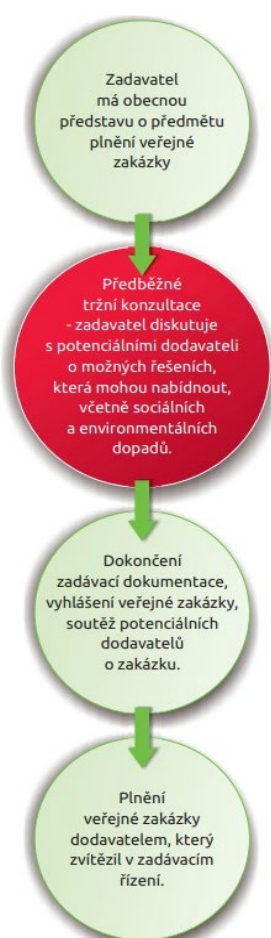 Zadavatel
má obecnou
představu o předmětu
plnění veřejné
zakázky
Předběžné
tržní konzultace
- zadavatel diskutuje
s potenciálními dodavateli
o možných řešeních,
která mohou nabídnout,
včetně sociálních
a environmentálních
dopadů.
Dokončení
zadávací dokumentace,
vyhlášení veřejné zakázky,
soutěž potenciálních
dodavatelů
o zakázku.
Plnění
veřejné zakázky
dodavatelem, který
zvítězil v zadávacím
řízení.